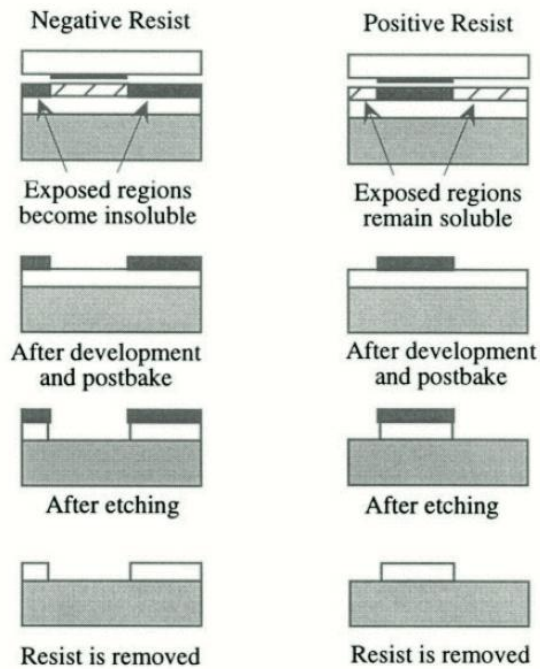 Negative Resist
Exposed regions
become insoluble
After development
and postbake
After etching
Resist is removed
Positive Resist
Exposed regions
remain soluble
After development
and postbake
After etching
Resist is removed